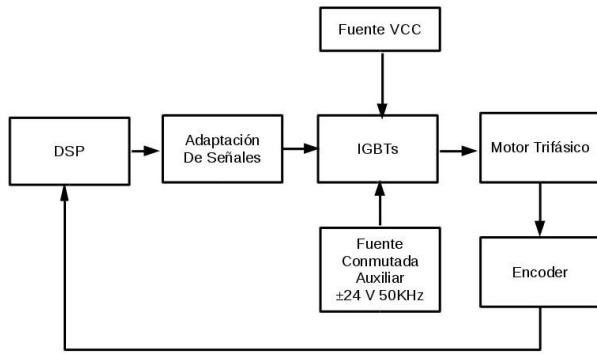 Fuente VCC
DSP
Adaptación
De Señales
IGBTs
Motor Trifásico
Fuente
Conmutada
Auxiliar
±24 V 50KHz
Encoder